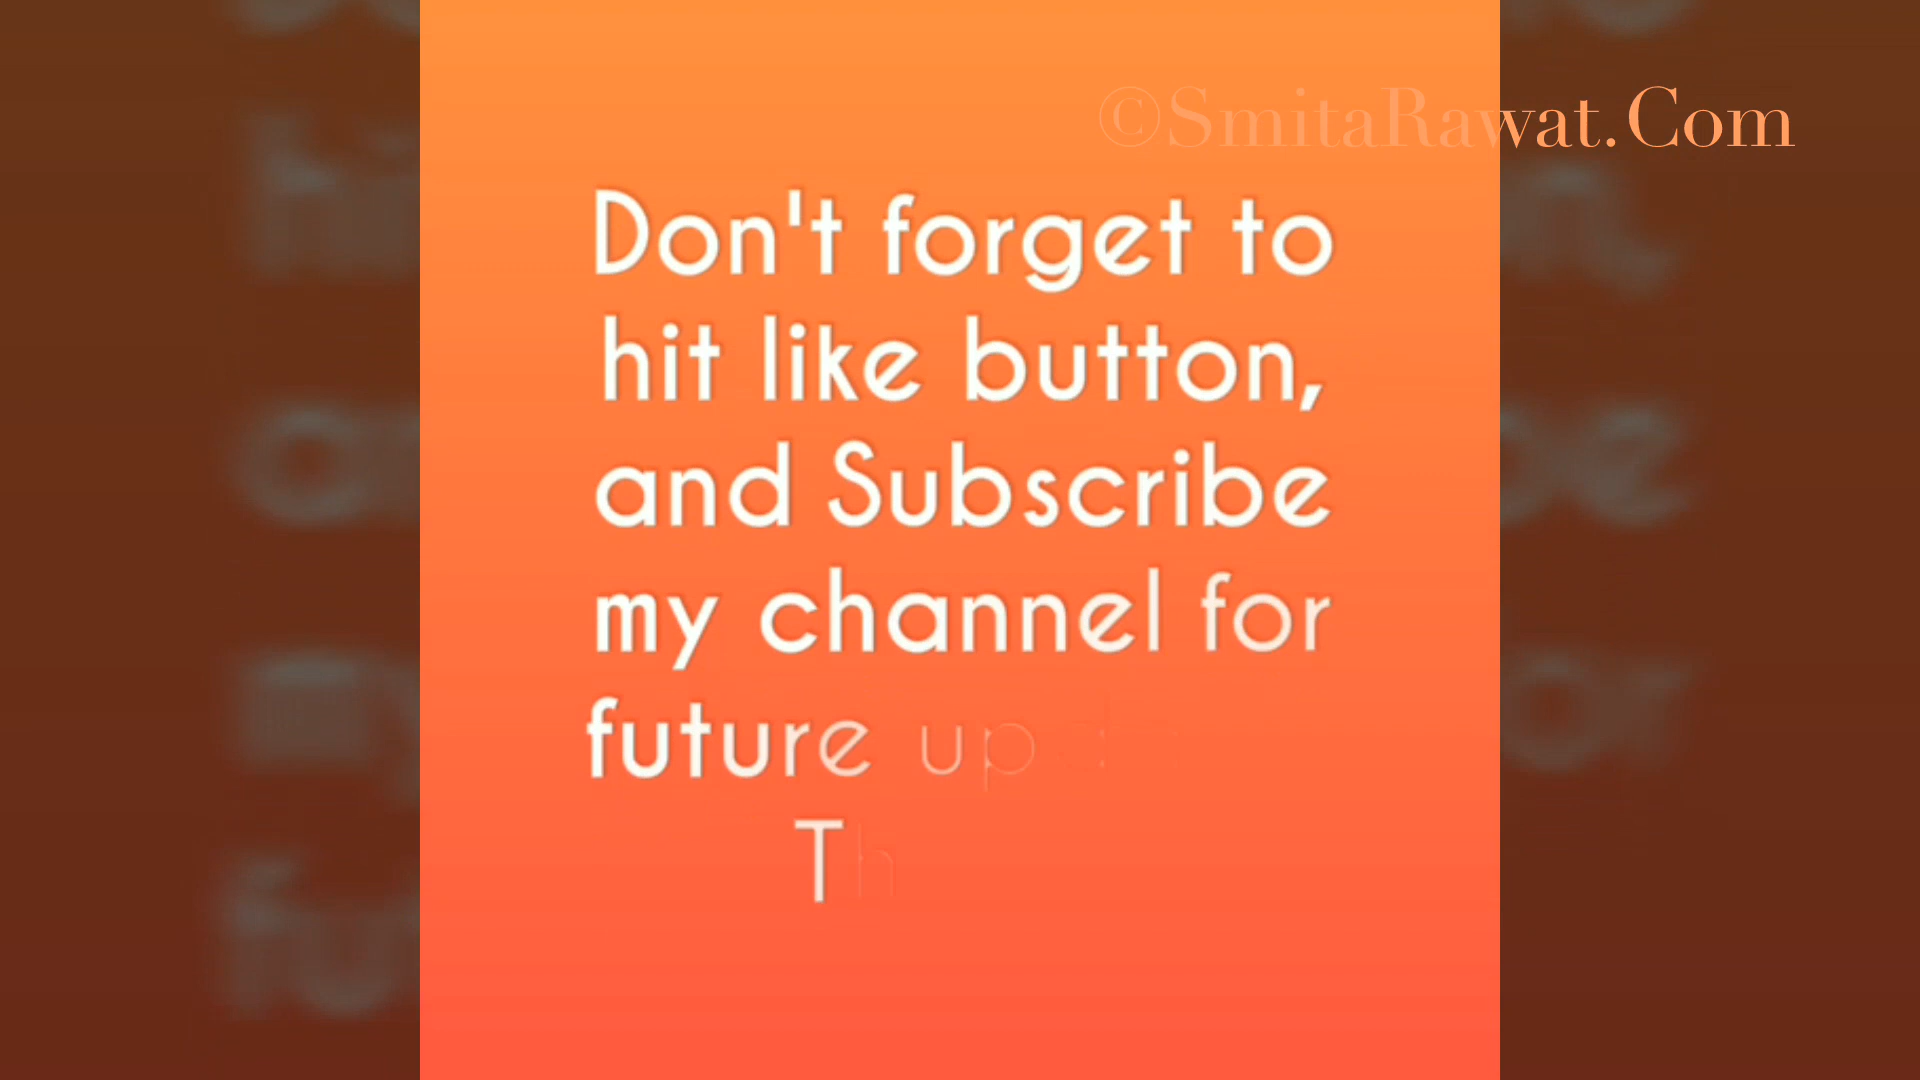 ©SmitaRawat.Com
Don't forget to
hit like button,
and Subscribe
my channel for
future